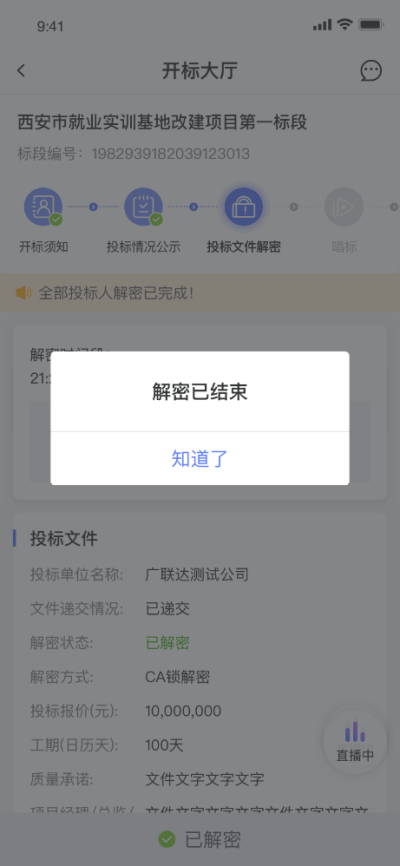 9:41
开标大厅
西安市就业实训基地改建项目第一标段
标段编号：1982939182039123013
开标须知
投标情况公示
投标文件解密
唱标
全部投标人解密已完成！
解密时间段：
21:
解密已结束
知道了
投标文件
投标单位名称: 广联达测试公司
文件递交情况: 已递交
解密状态: 已解密
解密方式: CA锁解密
投标报价(元): 10,000,000
工期(日历天): 100天
质量承诺: 文件文字文字文字
项目经理/总监/ 文件文字文字文字文件文字文字文
直播中
已解密